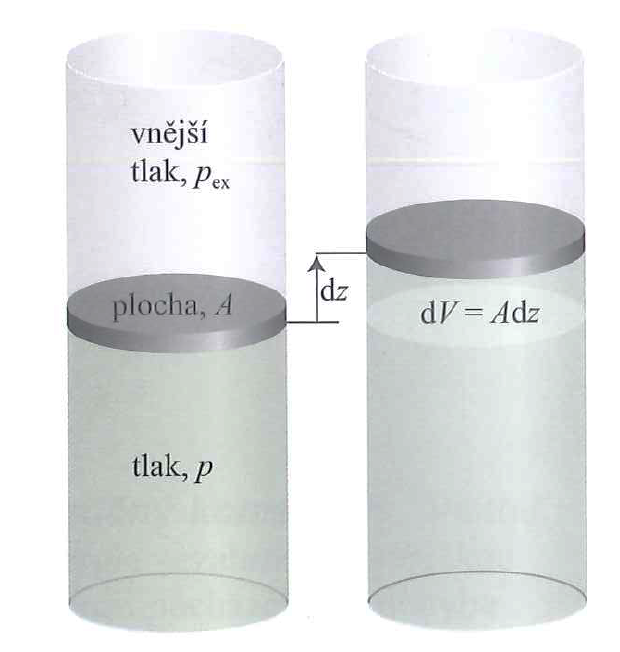 vnější
tlak, pex
plocha, A
dz
dV = Adz
tlak, p